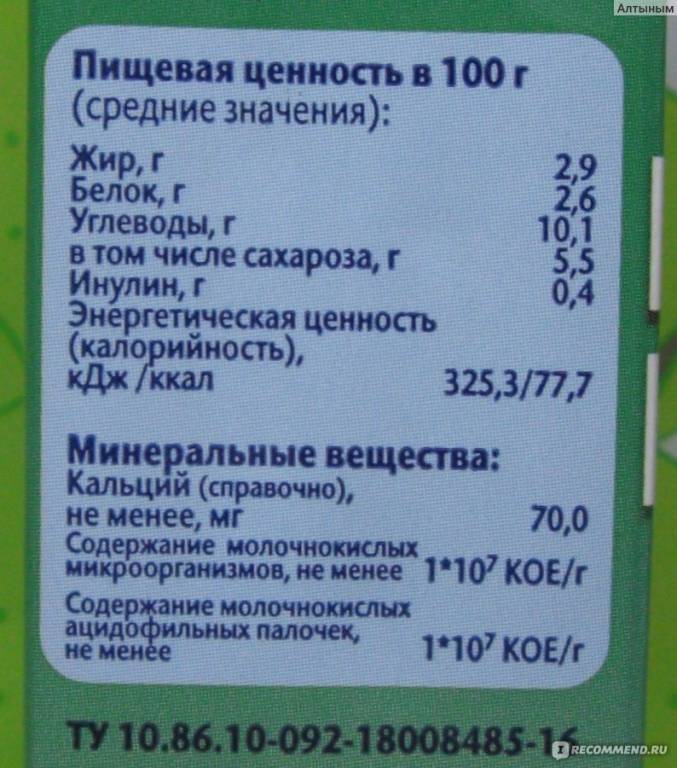 Алтыным
Пищевая ценность в 100 г
(средние значения):
Жир, г 2,9
Белок, г 2,6
Углеводы, г 10,1
в том числе сахароза, г 5,5
Инулин, г 0,4
Энергетическая ценность
(калорийность),
кДж /ккал 325,3/77,7
Минеральные вещества:
Кальций (справочно),
не менее, мг 70,0
Содержание молочнокислых
микроорганизмов, не менее 1*10⁷ КОЕ/г
Содержание молочнокислых
ацидофильных палочек,
не менее 1*10⁷ КОЕ/г
ТУ 10.86.10-092-18008485-16
IRECOMMEND.RU